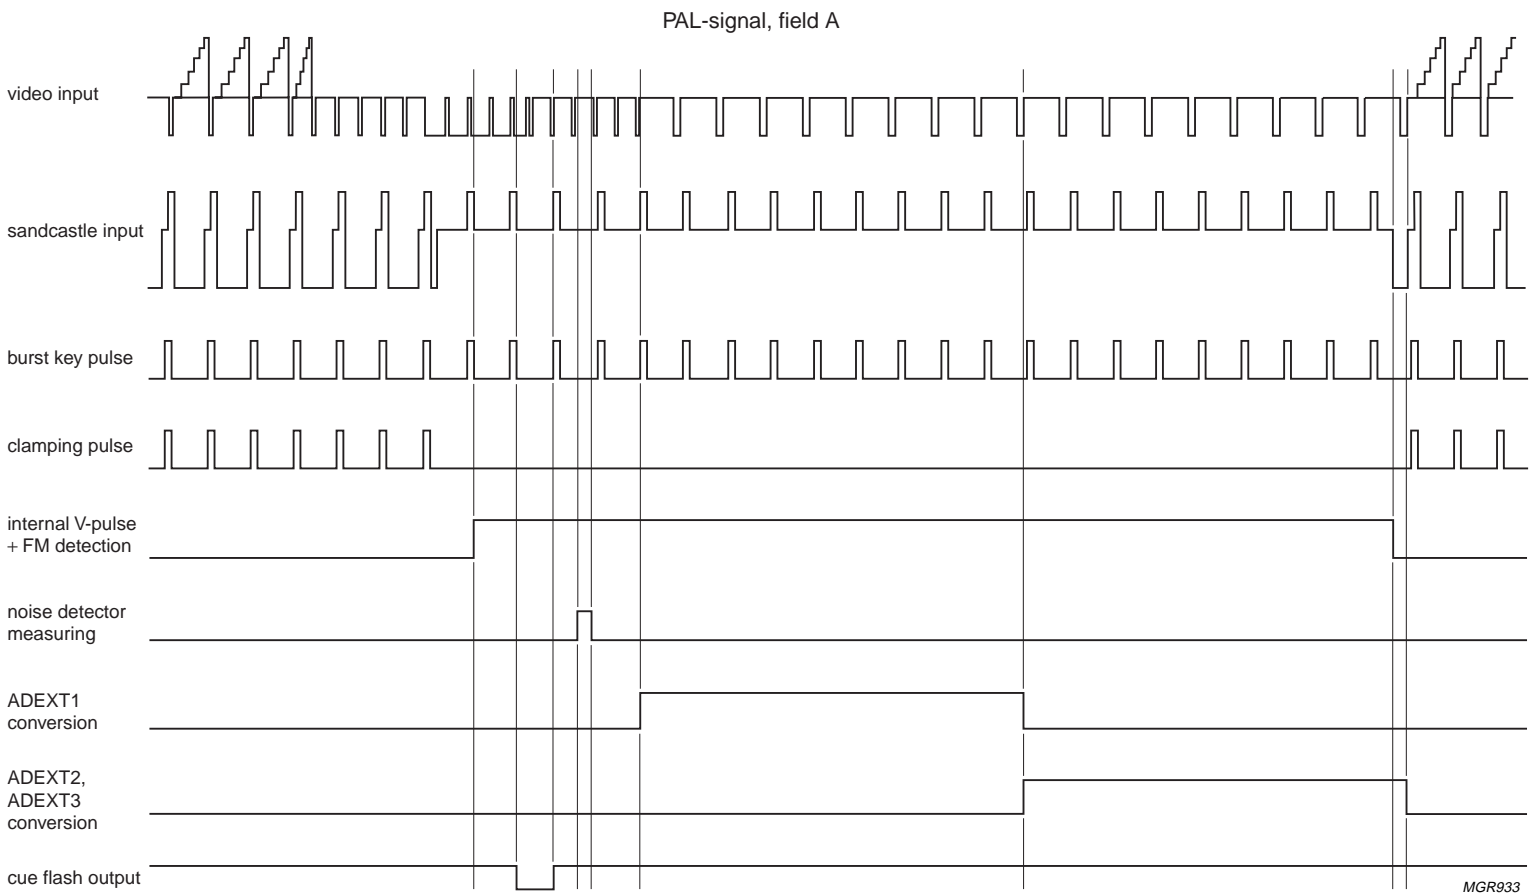 PAL-signal, field A
video input
sandcastle input
burst key pulse
clamping pulse
internal V-pulse
+ FM detection
noise detector
measuring
ADEXT1
conversion
ADEXT2,
ADEXT3
conversion
cue flash output
MGR933